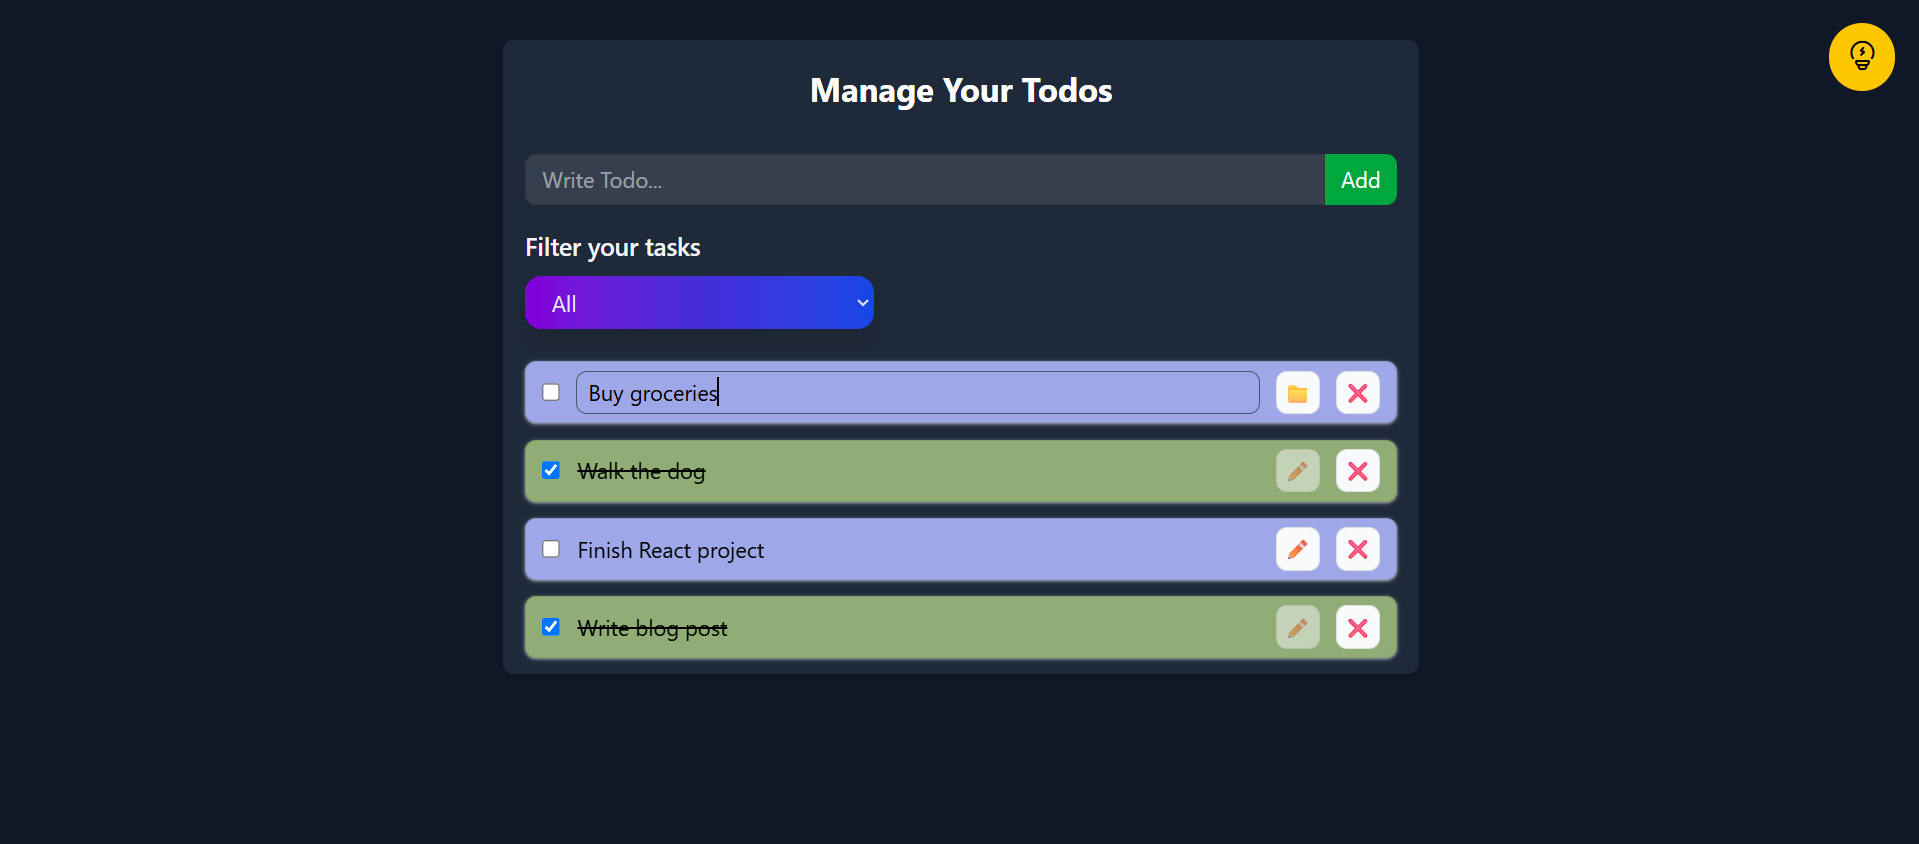 Manage Your Todos
Write Todo...
Add
Filter your tasks
All
Buy groceries
Walk the dog
Finish React project
Write blog post